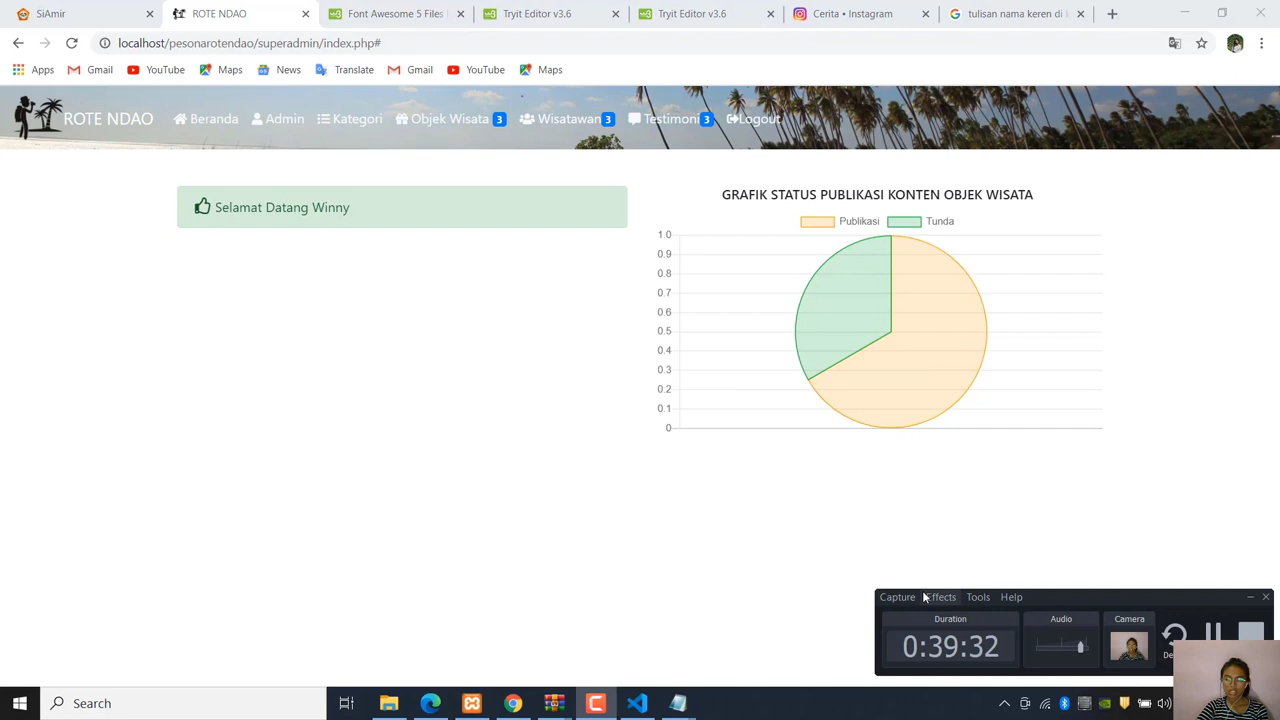 SiAmir
ROTE NDAO
Font Awesome 5 Files I
Tryit Editor v3.6
Tryit Editor v3.6
Cerita • Instagram
tulisan nama keren di i
localhost/pesonarotendao/superadmin/index.php#
Apps Gmail YouTube Maps News Translate Gmail YouTube Maps
ROTE NDAO Beranda Admin Kategori Objek Wisata 3 Wisatawan 3 Testimoni 3 Logout
Selamat Datang Winny
GRAFIK STATUS PUBLIKASI KONTEN OBJEK WISATA
Publikasi Tunda
1.0
0.9
0.8
0.7
0.6
0.5
0.4
0.3
0.2
0.1
0
Capture Effects Tools Help
Duration Audio Camera
0:39:32
Search